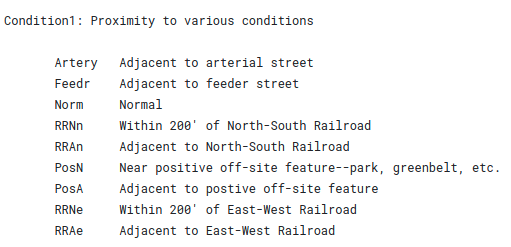 Condition1: Proximity to various conditions
Artery Adjacent to arterial street
Feedr Adjacent to feeder street
Norm Normal
RRNn Within 200' of North-South Railroad
RRAn Adjacent to North-South Railroad
PosN Near positive off-site feature--park, greenbelt, etc.
PosA Adjacent to postive off-site feature
RRNe Within 200' of East-West Railroad
RRAe Adjacent to East-West Railroad